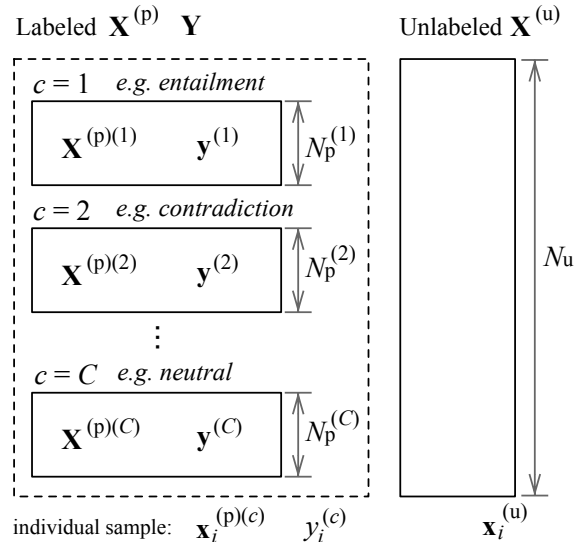 Labeled X^(p) Y Unlabeled X^(u)
c = 1 e.g. entailment
X^(p)(1) y^(1) N_p^(1)
c = 2 e.g. contradiction
X^(p)(2) y^(2) N_p^(2)
N_u
⋮
c = C e.g. neutral
X^(p)(C) y^(C) N_p^(C)
individual sample: x_i^(p)(c) y_i^(c) x_i^(u)